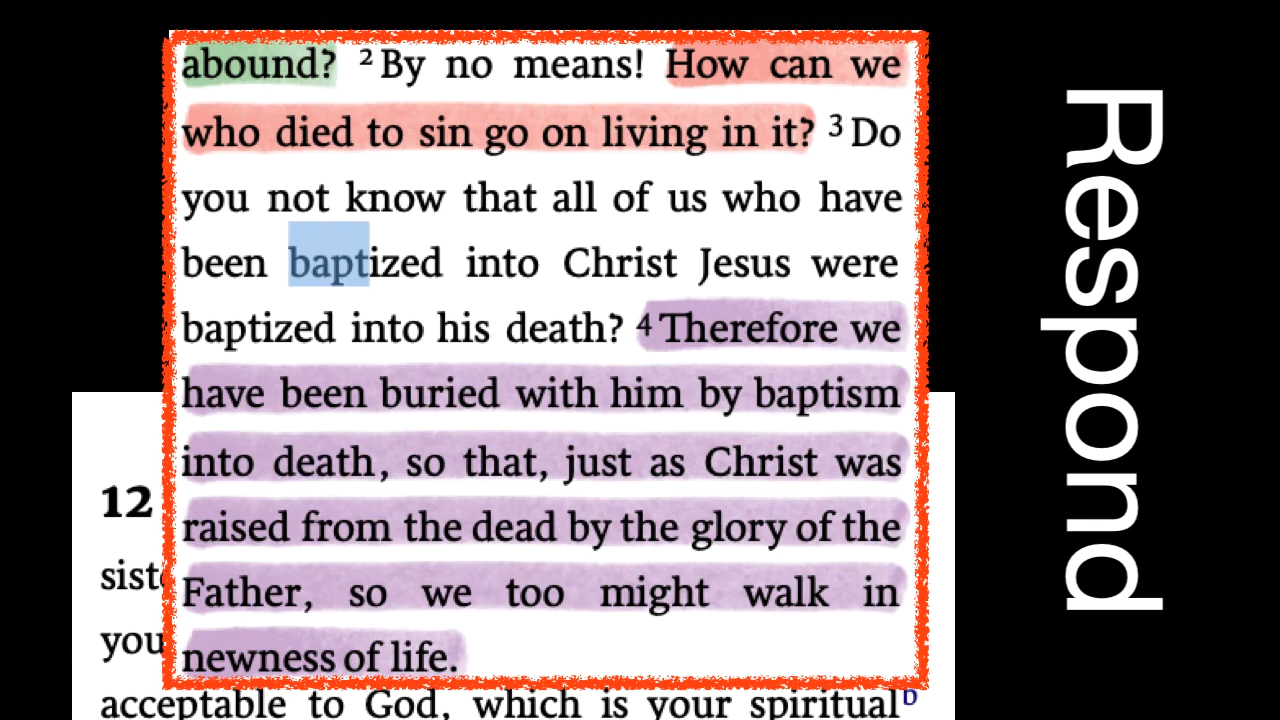 abound? 2 By no means! How can we
who died to sin go on living in it? 3 Do
you not know that all of us who have
been baptized into Christ Jesus were
baptized into his death? 4 Therefore we
have been buried with him by baptism
into death, so that, just as Christ was
raised from the dead by the glory of the
Father, so we too might walk in
newness of life.
12
you
acceptable to God, which is your spiritual b
Respond